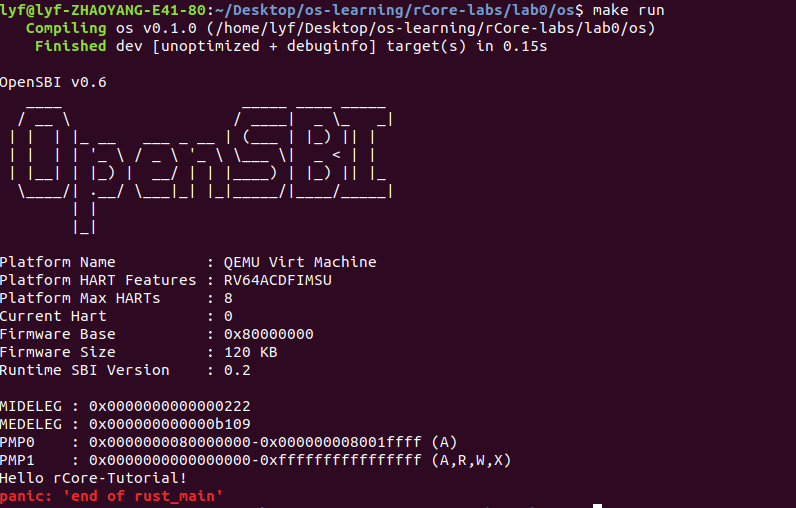 lyf@lyf-ZHAOYANG-E41-80:~/Desktop/os-learning/rCore-labs/lab0/os$ make run
   Compiling os v0.1.0 (/home/lyf/Desktop/os-learning/rCore-labs/lab0/os)
    Finished dev [unoptimized + debuginfo] target(s) in 0.15s

OpenSBI v0.6
   ____                    _____ ____ _____
  / __ \                  / ____|  _ \_   _|
 | |  | |_ __   ___ _ __ | (___ | |_) || |
 | |  | | '_ \ / _ \ '_ \ \___ \|  _ < | |
 | |__| | |_) |  __/ | | |____) | |_) || |_
  \____/| .__/ \___|_| |_|_____/|____/_____|
        | |
        |_|

Platform Name          : QEMU Virt Machine
Platform HART Features : RV64ACDFIMSU
Platform Max HARTs     : 8
Current Hart           : 0
Firmware Base          : 0x80000000
Firmware Size          : 120 KB
Runtime SBI Version    : 0.2

MIDELEG : 0x0000000000000222
MEDELEG : 0x000000000000b109
PMP0    : 0x0000000080000000-0x000000008001ffff (A)
PMP1    : 0x0000000000000000-0xffffffffffffffff (A,R,W,X)
Hello rCore-Tutorial!
panic: 'end of rust_main'